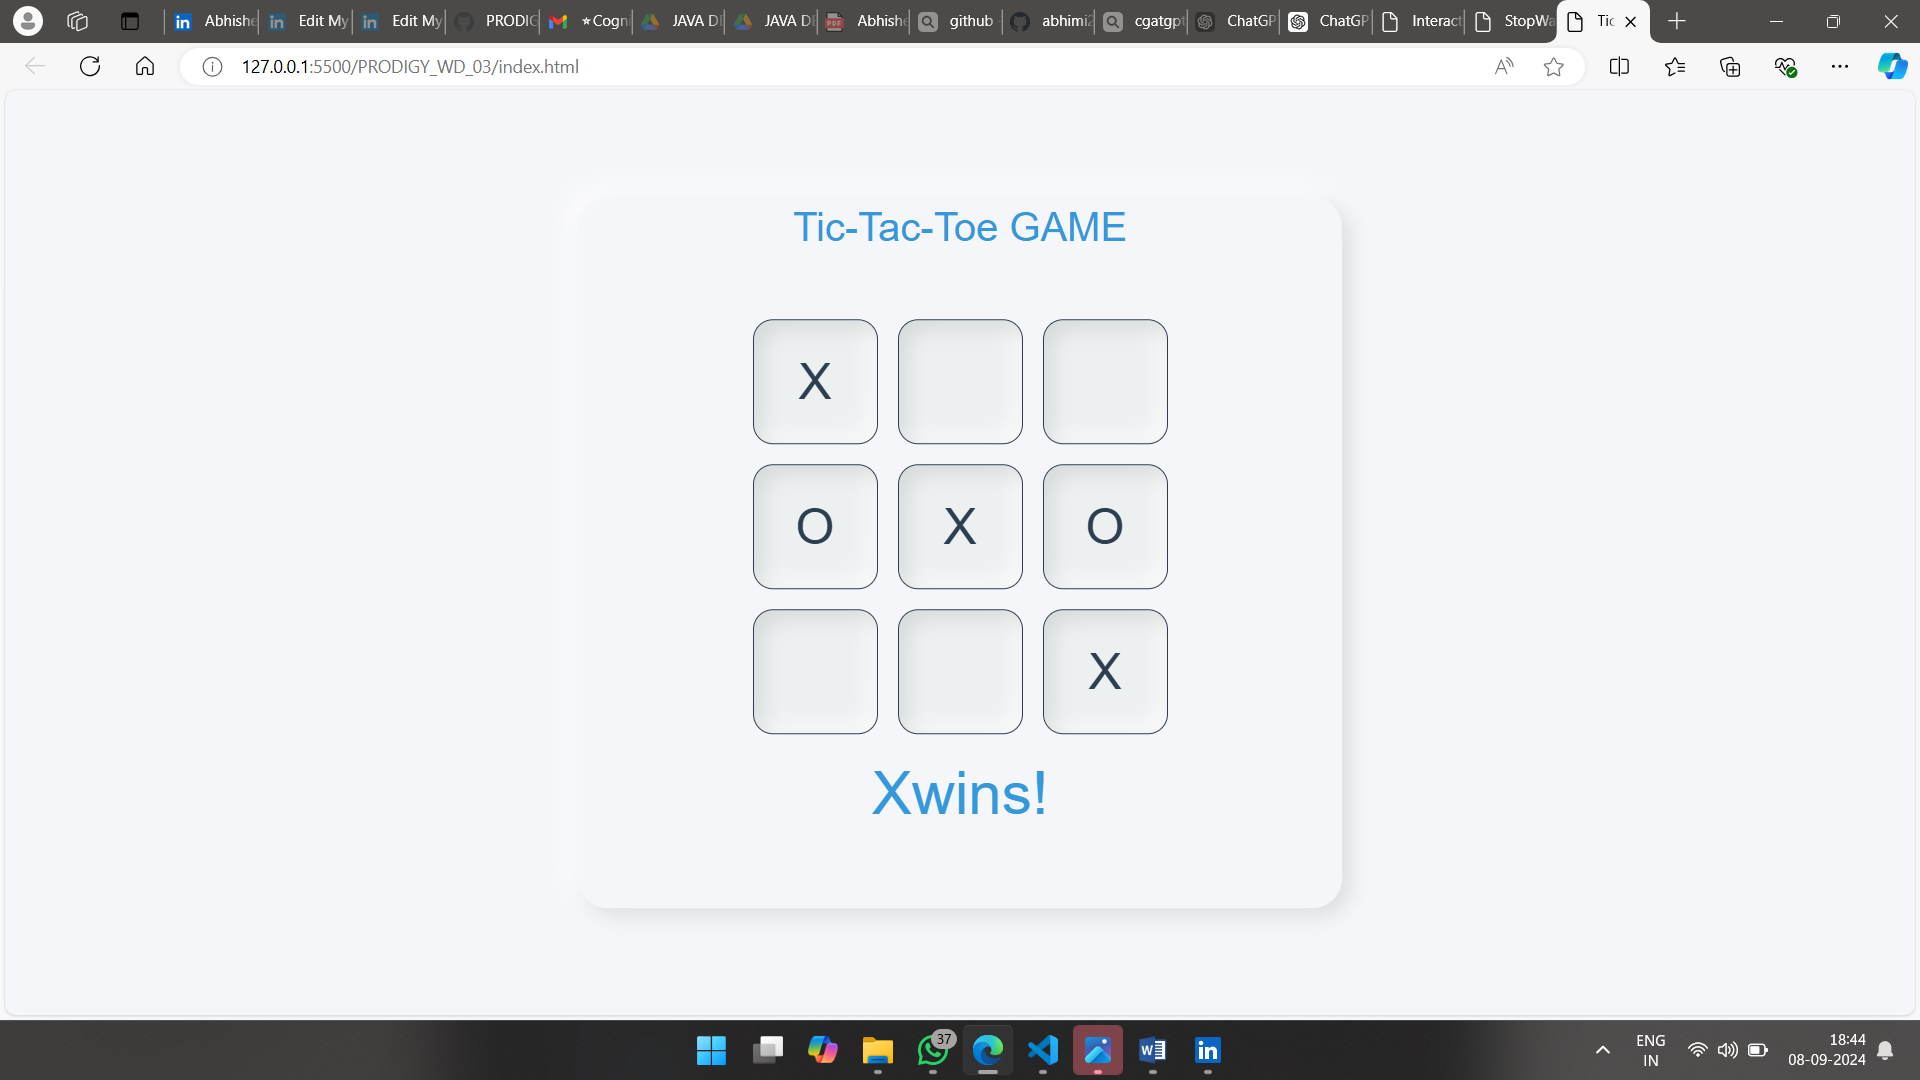 Abhishe Edit My Edit My PRODIG Cogn JAVA D JAVA D Abhishe github abhimi cgatgpt ChatGP ChatGP Interact StopWa Tic
127.0.0.1:5500/PRODIGY_WD_03/index.html
Tic-Tac-Toe GAME
X
O X O
X
Xwins!
37
W
in
ENG
IN
18:44
08-09-2024